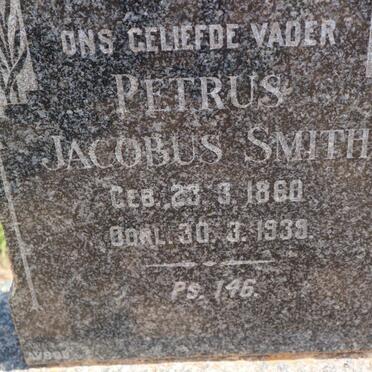 ONS GELIEFDE VADER
PETRUS
JACOBUS SMITH
GEB. 23.3.1860
OORL. 30.3.1939
PS. 146.